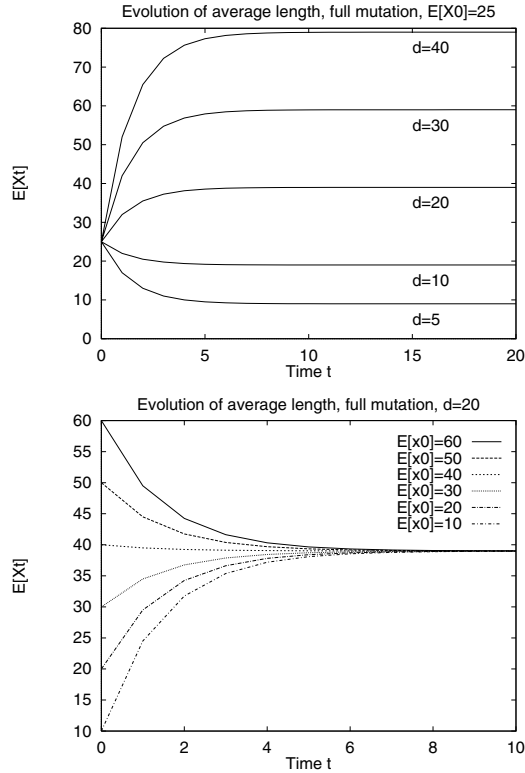 Evolution of average length, full mutation, E[X0]=25
80
70
60
50
40
30
20
10
0
E[Xt]
d=40
d=30
d=20
d=10
d=5
0 5 10 15 20
Time t
Evolution of average length, full mutation, d=20
60
55
50
45
40
35
30
25
20
15
10
E[Xt]
E[x0]=60
E[x0]=50
E[x0]=40
E[x0]=30
E[x0]=20
E[x0]=10
0 2 4 6 8 10
Time t